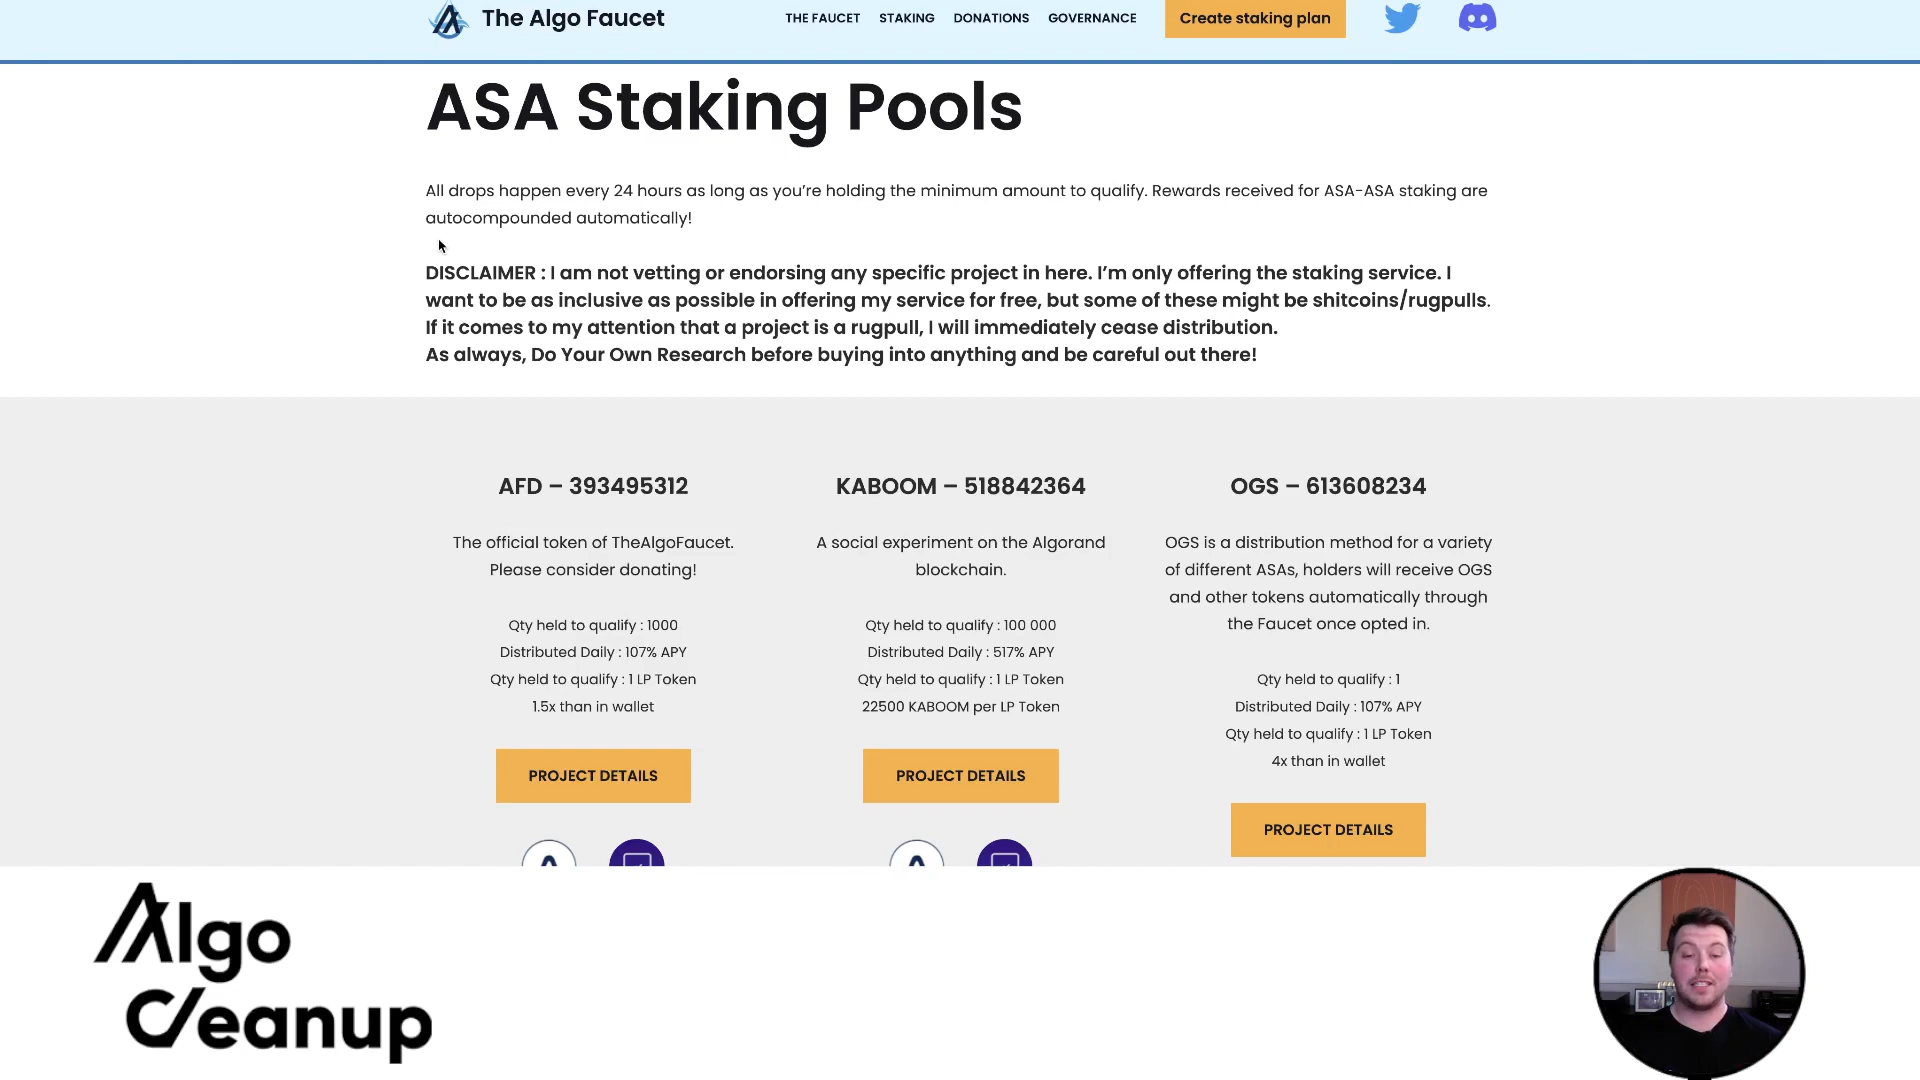 The Algo Faucet
THE FAUCET STAKING DONATIONS GOVERNANCE
Create staking plan
ASA Staking Pools
All drops happen every 24 hours as long as you’re holding the minimum amount to qualify. Rewards received for ASA-ASA staking are
autocompounded automatically!
DISCLAIMER : I am not vetting or endorsing any specific project in here. I’m only offering the staking service. I
want to be as inclusive as possible in offering my service for free, but some of these might be shitcoins/rugpulls.
If it comes to my attention that a project is a rugpull, I will immediately cease distribution.
As always, Do Your Own Research before buying into anything and be careful out there!
AFD – 393495312
The official token of TheAlgoFaucet.
Please consider donating!
Qty held to qualify : 1000
Distributed Daily : 107% APY
Qty held to qualify : 1 LP Token
1.5x than in wallet
PROJECT DETAILS
KABOOM – 518842364
A social experiment on the Algorand
blockchain.
Qty held to qualify : 100 000
Distributed Daily : 517% APY
Qty held to qualify : 1 LP Token
22500 KABOOM per LP Token
PROJECT DETAILS
OGS – 613608234
OGS is a distribution method for a variety
of different ASAs, holders will receive OGS
and other tokens automatically through
the Faucet once opted in.
Qty held to qualify : 1
Distributed Daily : 107% APY
Qty held to qualify : 1 LP Token
4x than in wallet
PROJECT DETAILS
Algo
Cleanup